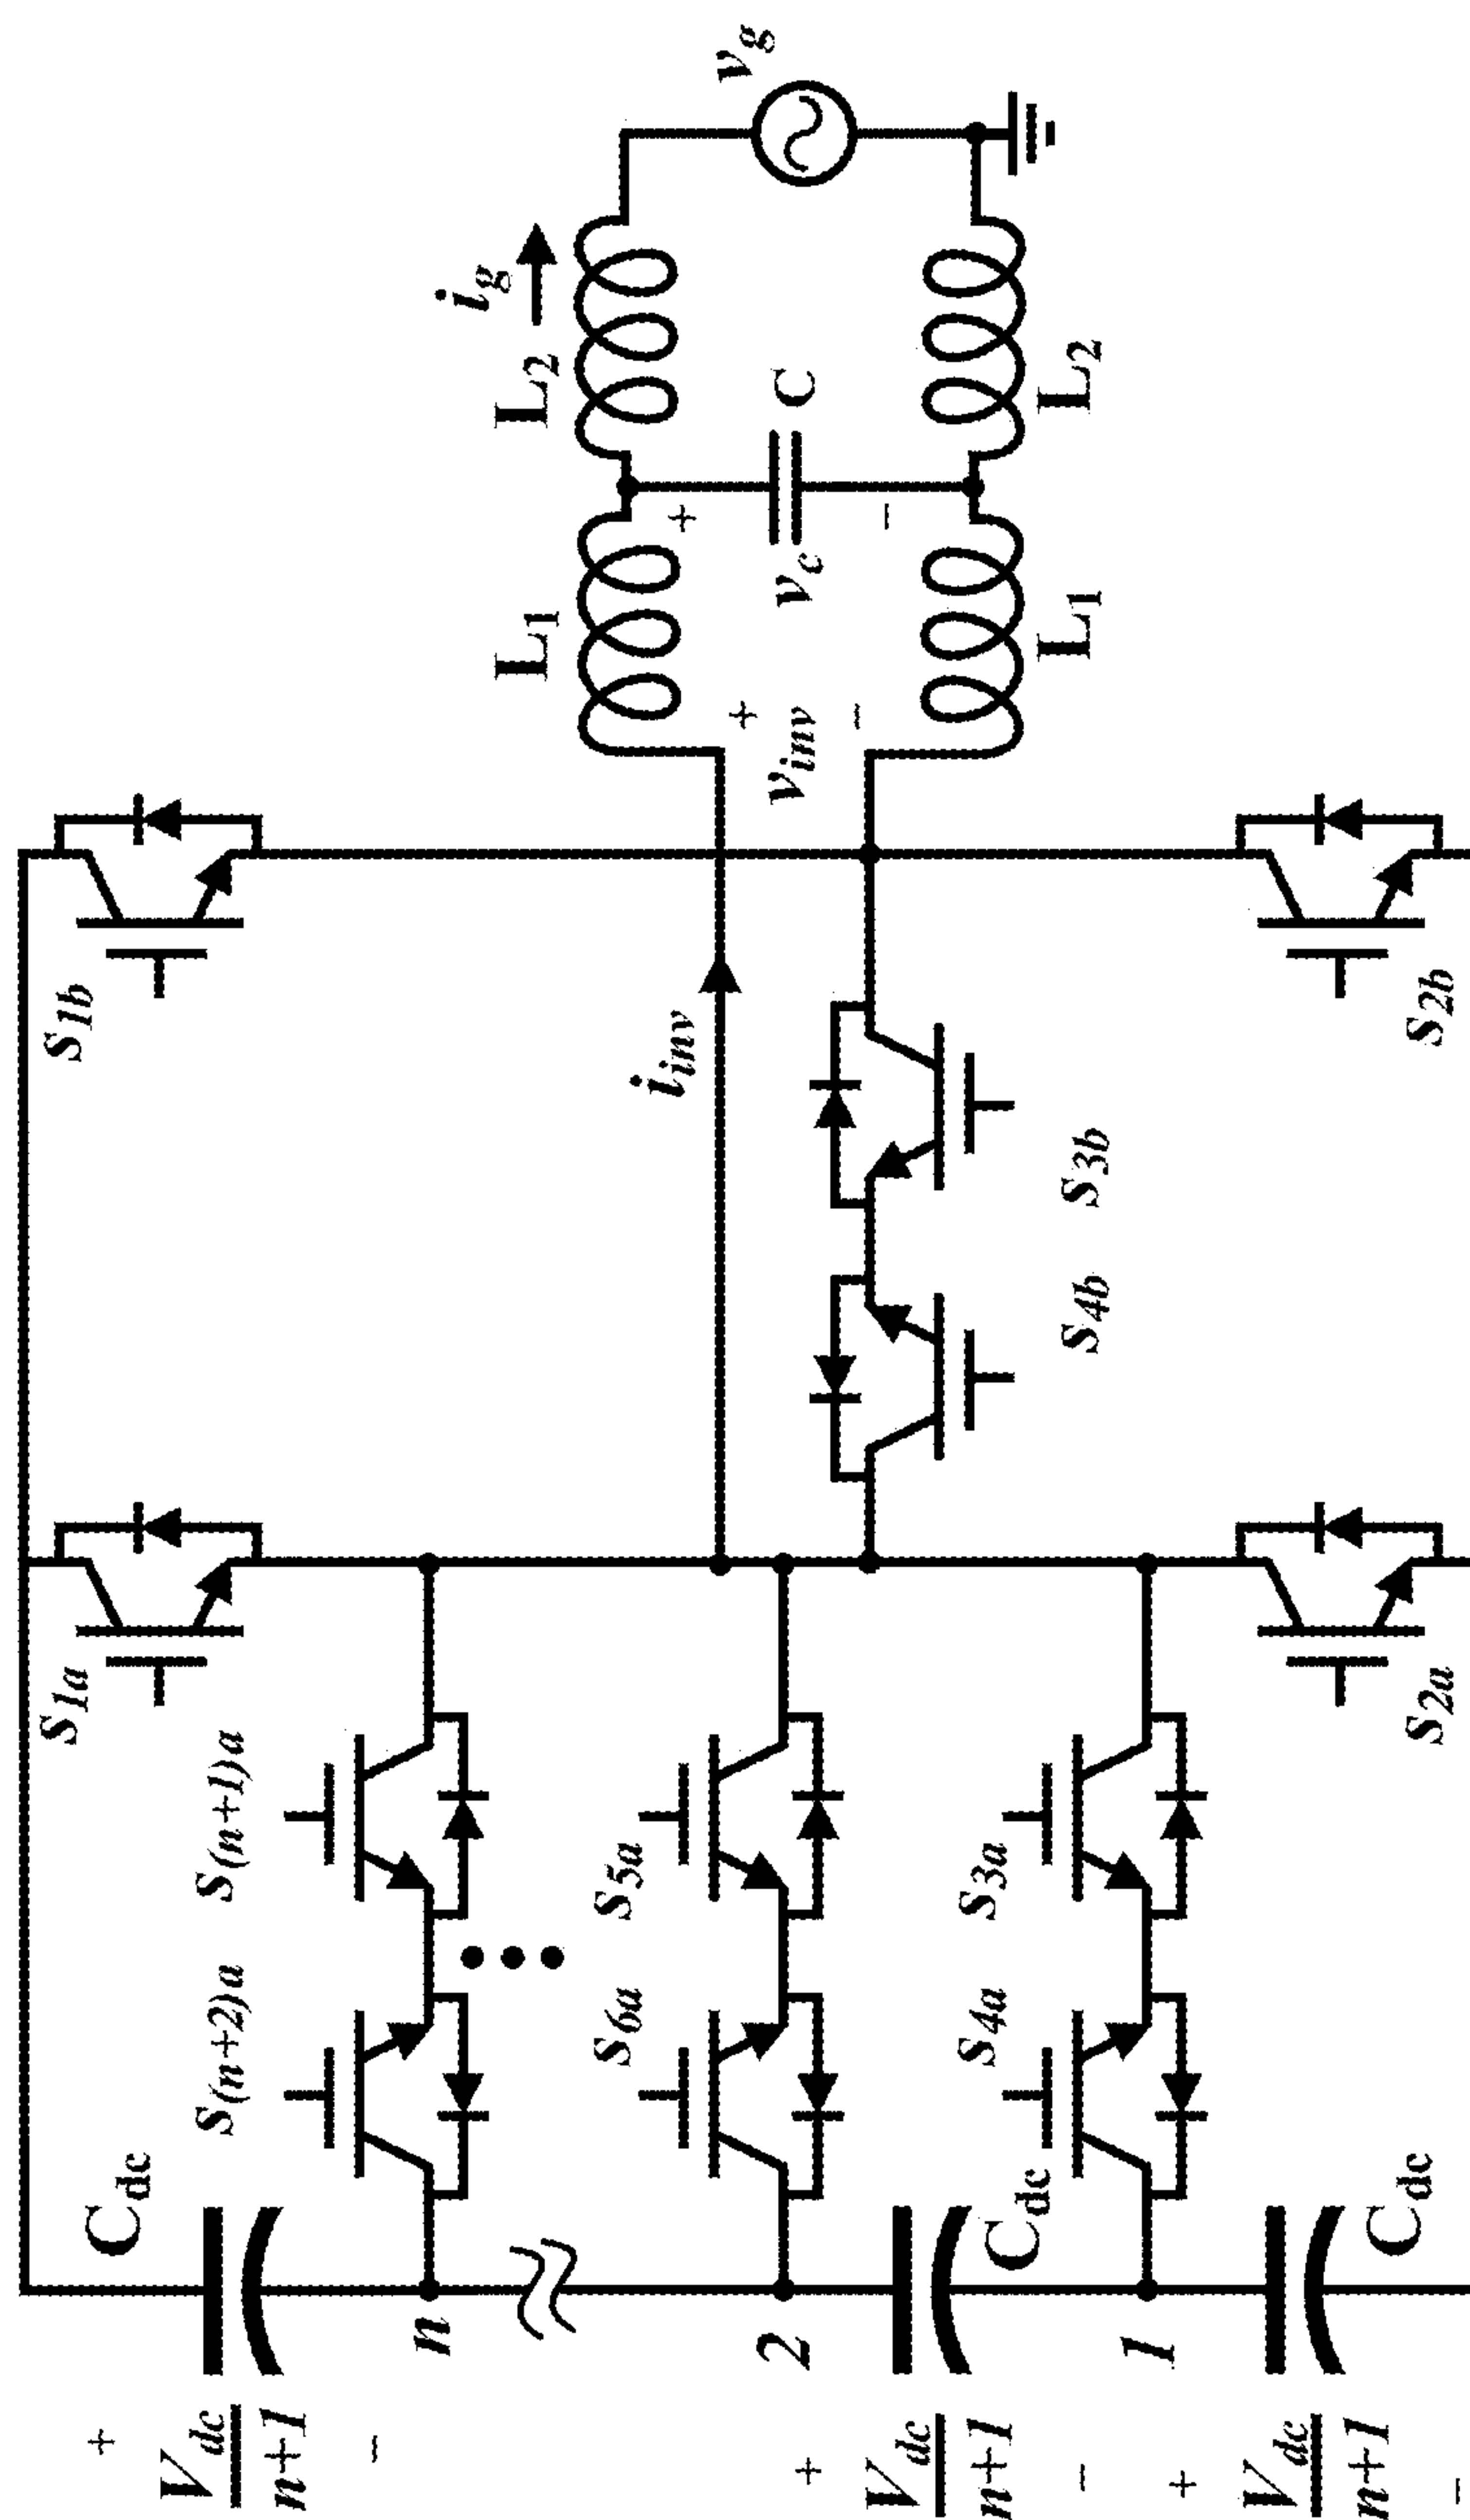 +
V_dc
n+1
−
C_dc
S_(n+2)a
S_(n+1)a
S_1a
S_1b
n
2
+
V_dc
n+1
−
C_dc
S_6a
S_5a
1
S_4a
S_3a
+
V_dc
n+1
−
C_dc
S_2a
S_2b
i_inv
S_4b
S_3b
+
v_inv
−
L_1
L_1
+
v_c
−
C
L_2
L_2
i_g
v_g